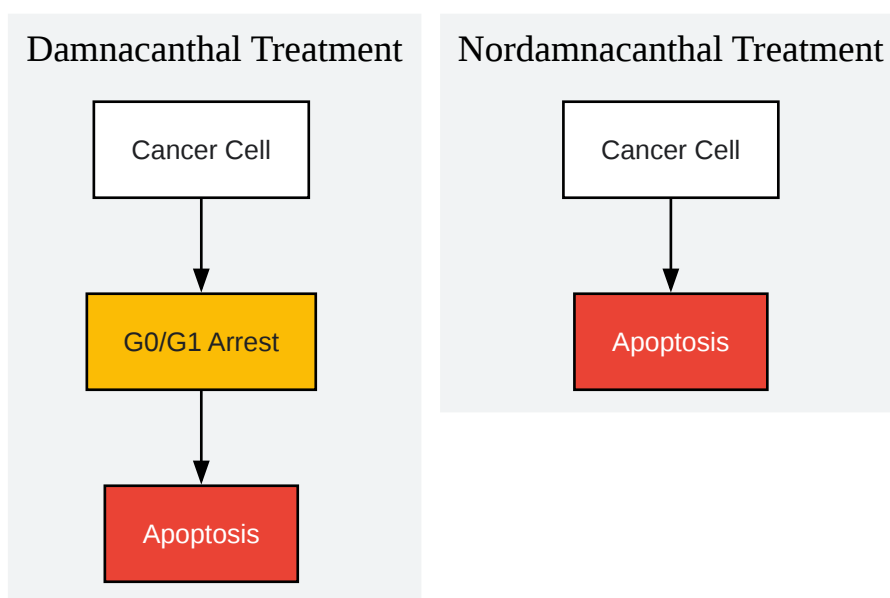 Damnacanthal Treatment
Cancer Cell
G0/G1 Arrest
Apoptosis
Nordamnacanthal Treatment
Cancer Cell
Apoptosis